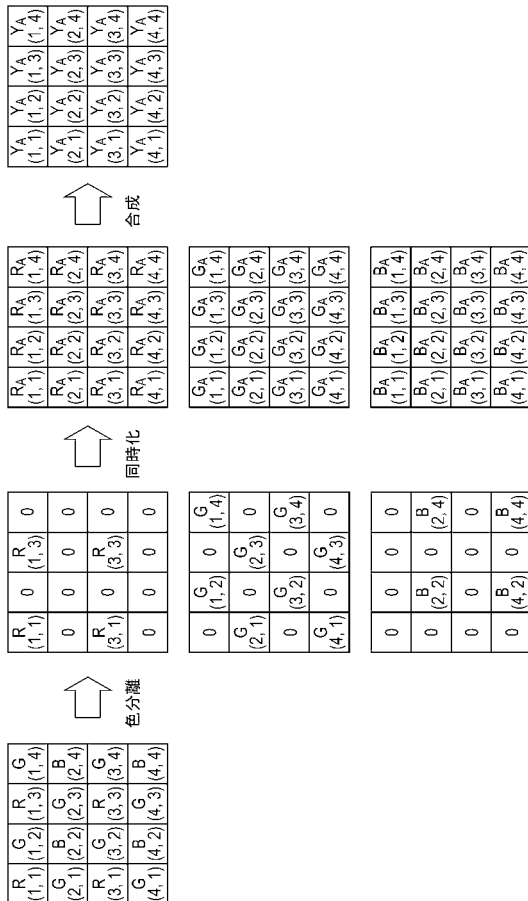 R G R G
(1, 1) (1, 2) (1, 3) (1, 4)
G B G B
(2, 1) (2, 2) (2, 3) (2, 4)
R G R G
(3, 1) (3, 2) (3, 3) (3, 4)
G B G B
(4, 1) (4, 2) (4, 3) (4, 4)
色分離
R 0 R 0
(1, 1) (1, 3)
0 0 0 0
R 0 R 0
(3, 1) (3, 3)
0 0 0 0
0 G 0 G
(1, 2) (1, 4)
G 0 G 0
(2, 1) (2, 3)
0 G 0 G
(3, 2) (3, 4)
G 0 G 0
(4, 1) (4, 3)
0 0 0 0
0 B 0 B
(2, 2) (2, 4)
0 0 0 0
0 B 0 B
(4, 2) (4, 4)
同時化
RA RA RA RA
(1, 1) (1, 2) (1, 3) (1, 4)
RA RA RA RA
(2, 1) (2, 2) (2, 3) (2, 4)
RA RA RA RA
(3, 1) (3, 2) (3, 3) (3, 4)
RA RA RA RA
(4, 1) (4, 2) (4, 3) (4, 4)
GA GA GA GA
(1, 1) (1, 2) (1, 3) (1, 4)
GA GA GA GA
(2, 1) (2, 2) (2, 3) (2, 4)
GA GA GA GA
(3, 1) (3, 2) (3, 3) (3, 4)
GA GA GA GA
(4, 1) (4, 2) (4, 3) (4, 4)
BA BA BA BA
(1, 1) (1, 2) (1, 3) (1, 4)
BA BA BA BA
(2, 1) (2, 2) (2, 3) (2, 4)
BA BA BA BA
(3, 1) (3, 2) (3, 3) (3, 4)
BA BA BA BA
(4, 1) (4, 2) (4, 3) (4, 4)
合成
YA YA YA YA
(1, 1) (1, 2) (1, 3) (1, 4)
YA YA YA YA
(2, 1) (2, 2) (2, 3) (2, 4)
YA YA YA YA
(3, 1) (3, 2) (3, 3) (3, 4)
YA YA YA YA
(4, 1) (4, 2) (4, 3) (4, 4)